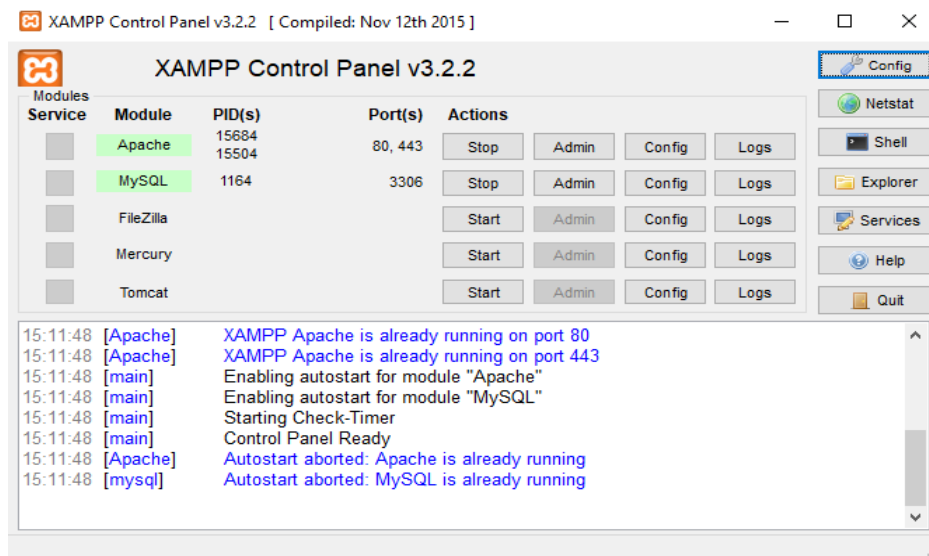 XAMPP Control Panel v3.2.2 [ Compiled: Nov 12th 2015 ]
XAMPP Control Panel v3.2.2
Config
Modules
Service Module PID(s) Port(s) Actions
Netstat
Apache 15684 80, 443 Stop Admin Config Logs
15504
Shell
MySQL 1164 3306 Stop Admin Config Logs
Explorer
FileZilla Start Admin Config Logs
Services
Mercury Start Admin Config Logs
Help
Tomcat Start Admin Config Logs
Quit
15:11:48 [Apache] XAMPP Apache is already running on port 80
15:11:48 [Apache] XAMPP Apache is already running on port 443
15:11:48 [main] Enabling autostart for module "Apache"
15:11:48 [main] Enabling autostart for module "MySQL"
15:11:48 [main] Starting Check-Timer
15:11:48 [main] Control Panel Ready
15:11:48 [Apache] Autostart aborted: Apache is already running
15:11:48 [mysql] Autostart aborted: MySQL is already running